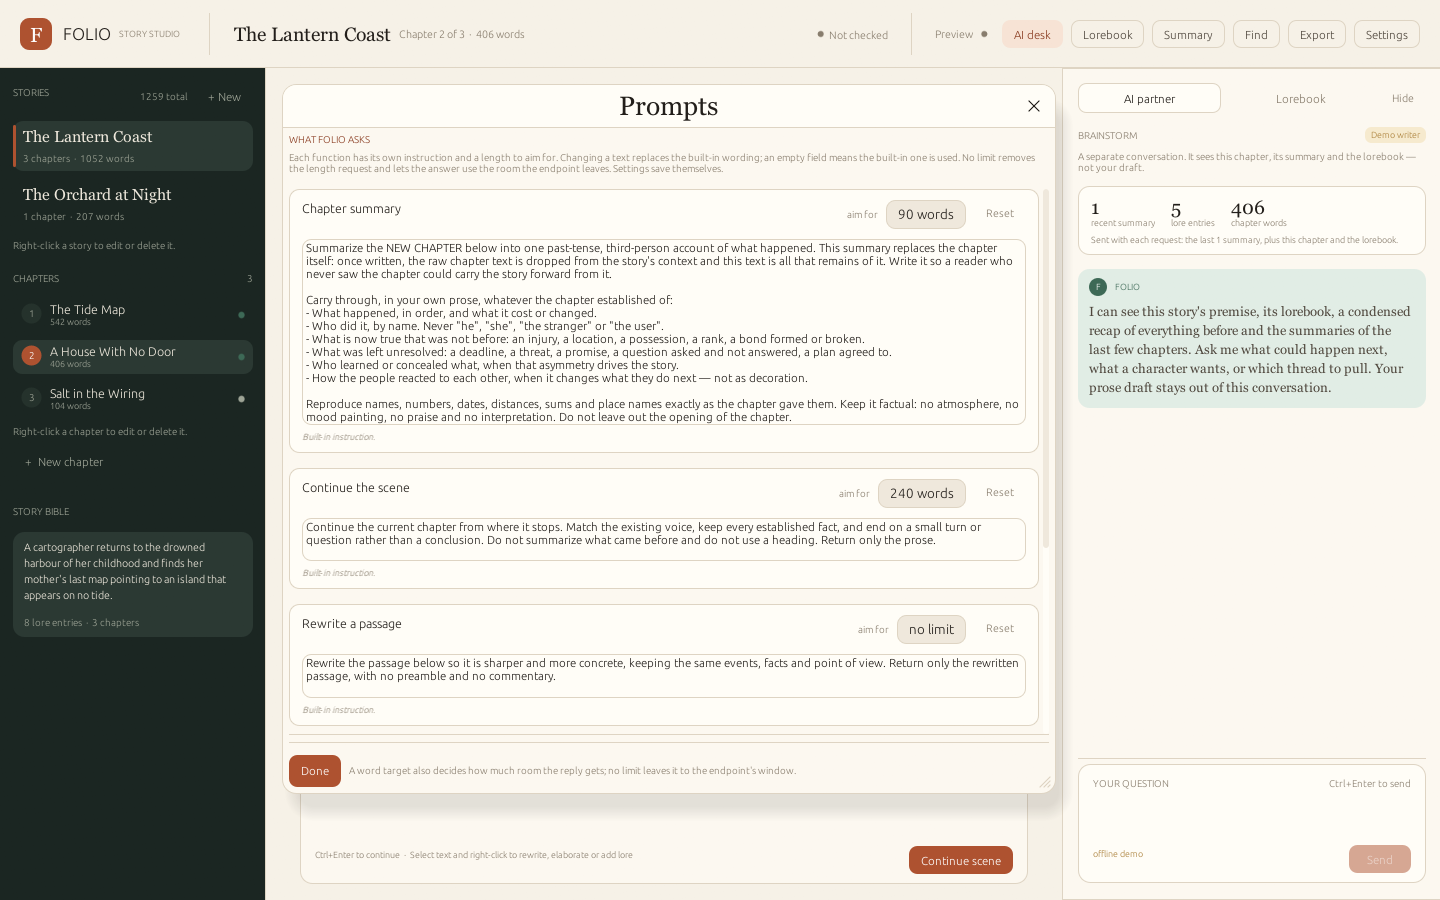 F FOLIO STORY STUDIO
The Lantern Coast Chapter 2 of 3 · 406 words
Not checked
Preview
AI desk
Lorebook
Summary
Find
Export
Settings
STORIES
1259 total
+ New
The Lantern Coast
3 chapters · 1052 words
The Orchard at Night
1 chapter · 207 words
Right-click a story to edit or delete it.
CHAPTERS 3
1 The Tide Map
542 words
2 A House With No Door
406 words
3 Salt in the Wiring
104 words
Right-click a chapter to edit or delete it.
+ New chapter
STORY BIBLE
A cartographer returns to the drowned
harbour of her childhood and finds her
mother's last map pointing to an island that
appears on no tide.
8 lore entries · 3 chapters
Prompts
WHAT FOLIO ASKS
Each function has its own instruction and a length to aim for. Changing a text replaces the built-in wording; an empty field means the built-in one is used. No limit removes
the length request and lets the answer use the room the endpoint leaves. Settings save themselves.
Chapter summary
aim for 90 words Reset
Summarize the NEW CHAPTER below into one past-tense, third-person account of what happened. This summary replaces the chapter
itself: once written, the raw chapter text is dropped from the story's context and this text is all that remains of it. Write it so a reader who
never saw the chapter could carry the story forward from it.
Carry through, in your own prose, whatever the chapter established of:
- What happened, in order, and what it cost or changed.
- Who did it, by name. Never "he", "she", "the stranger" or "the user".
- What is now true that was not before: an injury, a location, a possession, a rank, a bond formed or broken.
- What was left unresolved: a deadline, a threat, a promise, a question asked and not answered, a plan agreed to.
- Who learned or concealed what, when that asymmetry drives the story.
- How the people reacted to each other, when it changes what they do next — not as decoration.
Reproduce names, numbers, dates, distances, sums and place names exactly as the chapter gave them. Keep it factual: no atmosphere, no
mood painting, no praise and no interpretation. Do not leave out the opening of the chapter.
Built-in instruction.
Continue the scene
aim for 240 words Reset
Continue the current chapter from where it stops. Match the existing voice, keep every established fact, and end on a small turn or
question rather than a conclusion. Do not summarize what came before and do not use a heading. Return only the prose.
Built-in instruction.
Rewrite a passage
aim for no limit Reset
Rewrite the passage below so it is sharper and more concrete, keeping the same events, facts and point of view. Return only the rewritten
passage, with no preamble and no commentary.
Built-in instruction.
Done
A word target also decides how much room the reply gets; no limit leaves it to the endpoint's window.
Ctrl+Enter to continue · Select text and right-click to rewrite, elaborate or add lore
Continue scene
AI partner
Lorebook
Hide
BRAINSTORM
Demo writer
A separate conversation. It sees this chapter, its summary and the lorebook —
not your draft.
1 5 406
recent summary lore entries chapter words
Sent with each request: the last 1 summary, plus this chapter and the lorebook.
F FOLIO
I can see this story's premise, its lorebook, a condensed
recap of everything before and the summaries of the
last few chapters. Ask me what could happen next,
what a character wants, or which thread to pull. Your
prose draft stays out of this conversation.
YOUR QUESTION
Ctrl+Enter to send
offline demo
Send